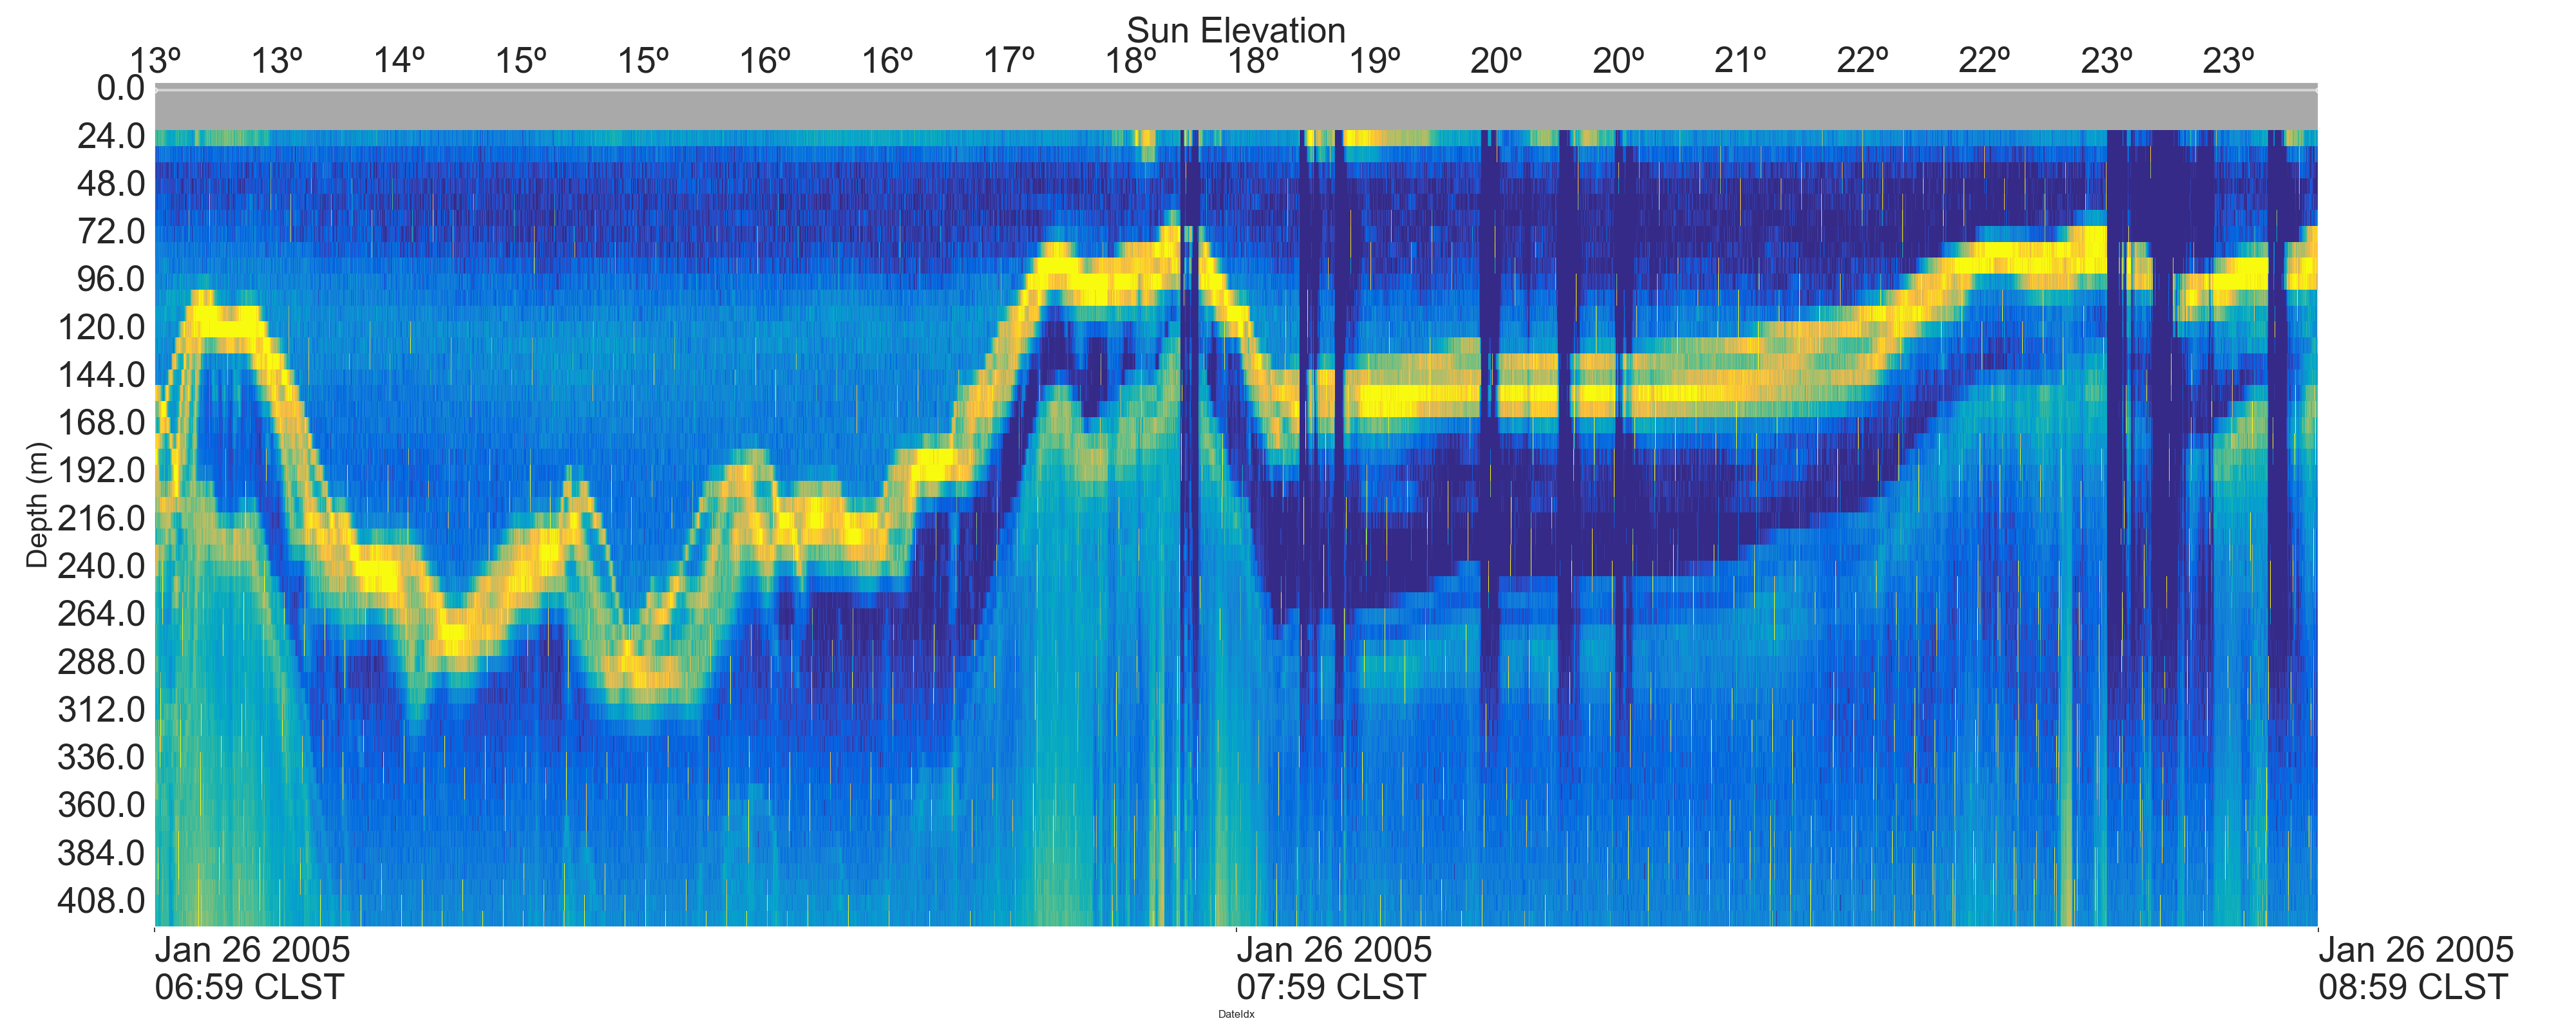 Sun Elevation
13º 13º 14º 15º 15º 16º 16º 17º 18º 18º 19º 20º 20º 21º 22º 22º 23º 23º
0.0
24.0
48.0
72.0
96.0
120.0
144.0
168.0
192.0
216.0
240.0
264.0
288.0
312.0
336.0
360.0
384.0
408.0
Depth (m)
Jan 26 2005
06:59 CLST
Jan 26 2005
07:59 CLST
Jan 26 2005
08:59 CLST
DateIdx